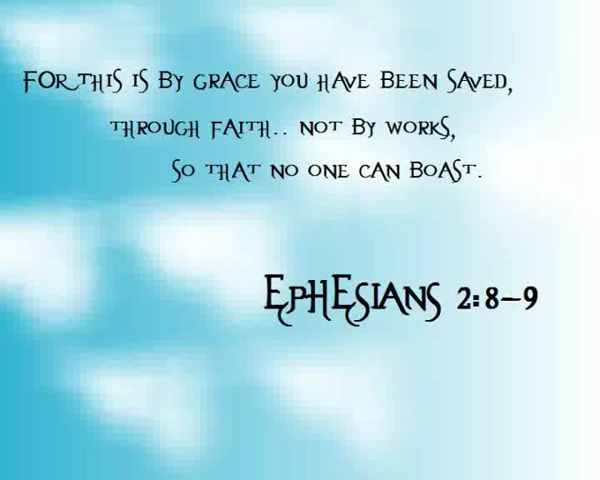 FOR THIS IS BY GRACE YOU HAVE BEEN SAVED,
THROUGH FAITH.. NOT BY WORKS,
SO THAT NO ONE CAN BOAST.
EPHESIANS 2:8-9